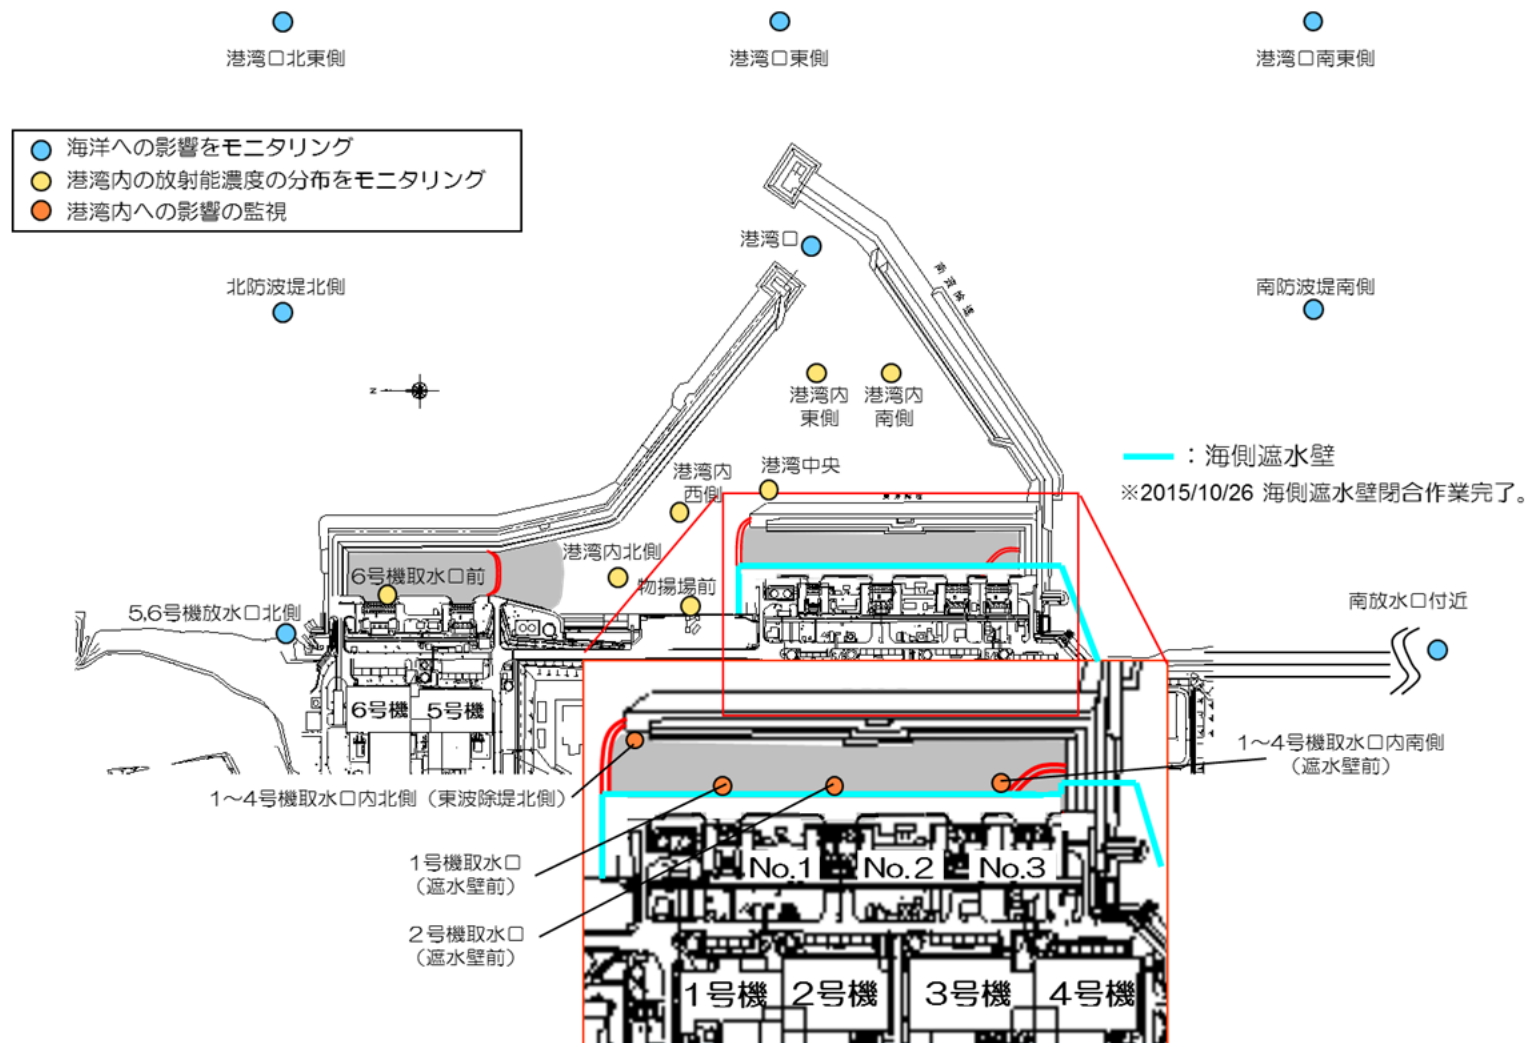 港湾口北東側
港湾口東側
港湾口南東側
海洋への影響をモニタリング
港湾内の放射能濃度の分布をモニタリング
港湾内への影響の監視
港湾口
北防波堤北側
南防波堤南側
N
港湾内
東側
港湾内
南側
：海側遮水壁
※2015/10/26 海側遮水壁閉合作業完了。
港湾中央
港湾内
西側
港湾内北側
6号機取水口前
物揚場前
5,6号機放水口北側
南放水口付近
6号機
5号機
1～4号機取水口内南側
（遮水壁前）
1～4号機取水口内北側（東波除堤北側）
1号機取水口
（遮水壁前）
No.1
No.2
No.3
2号機取水口
（遮水壁前）
1号機
2号機
3号機
4号機